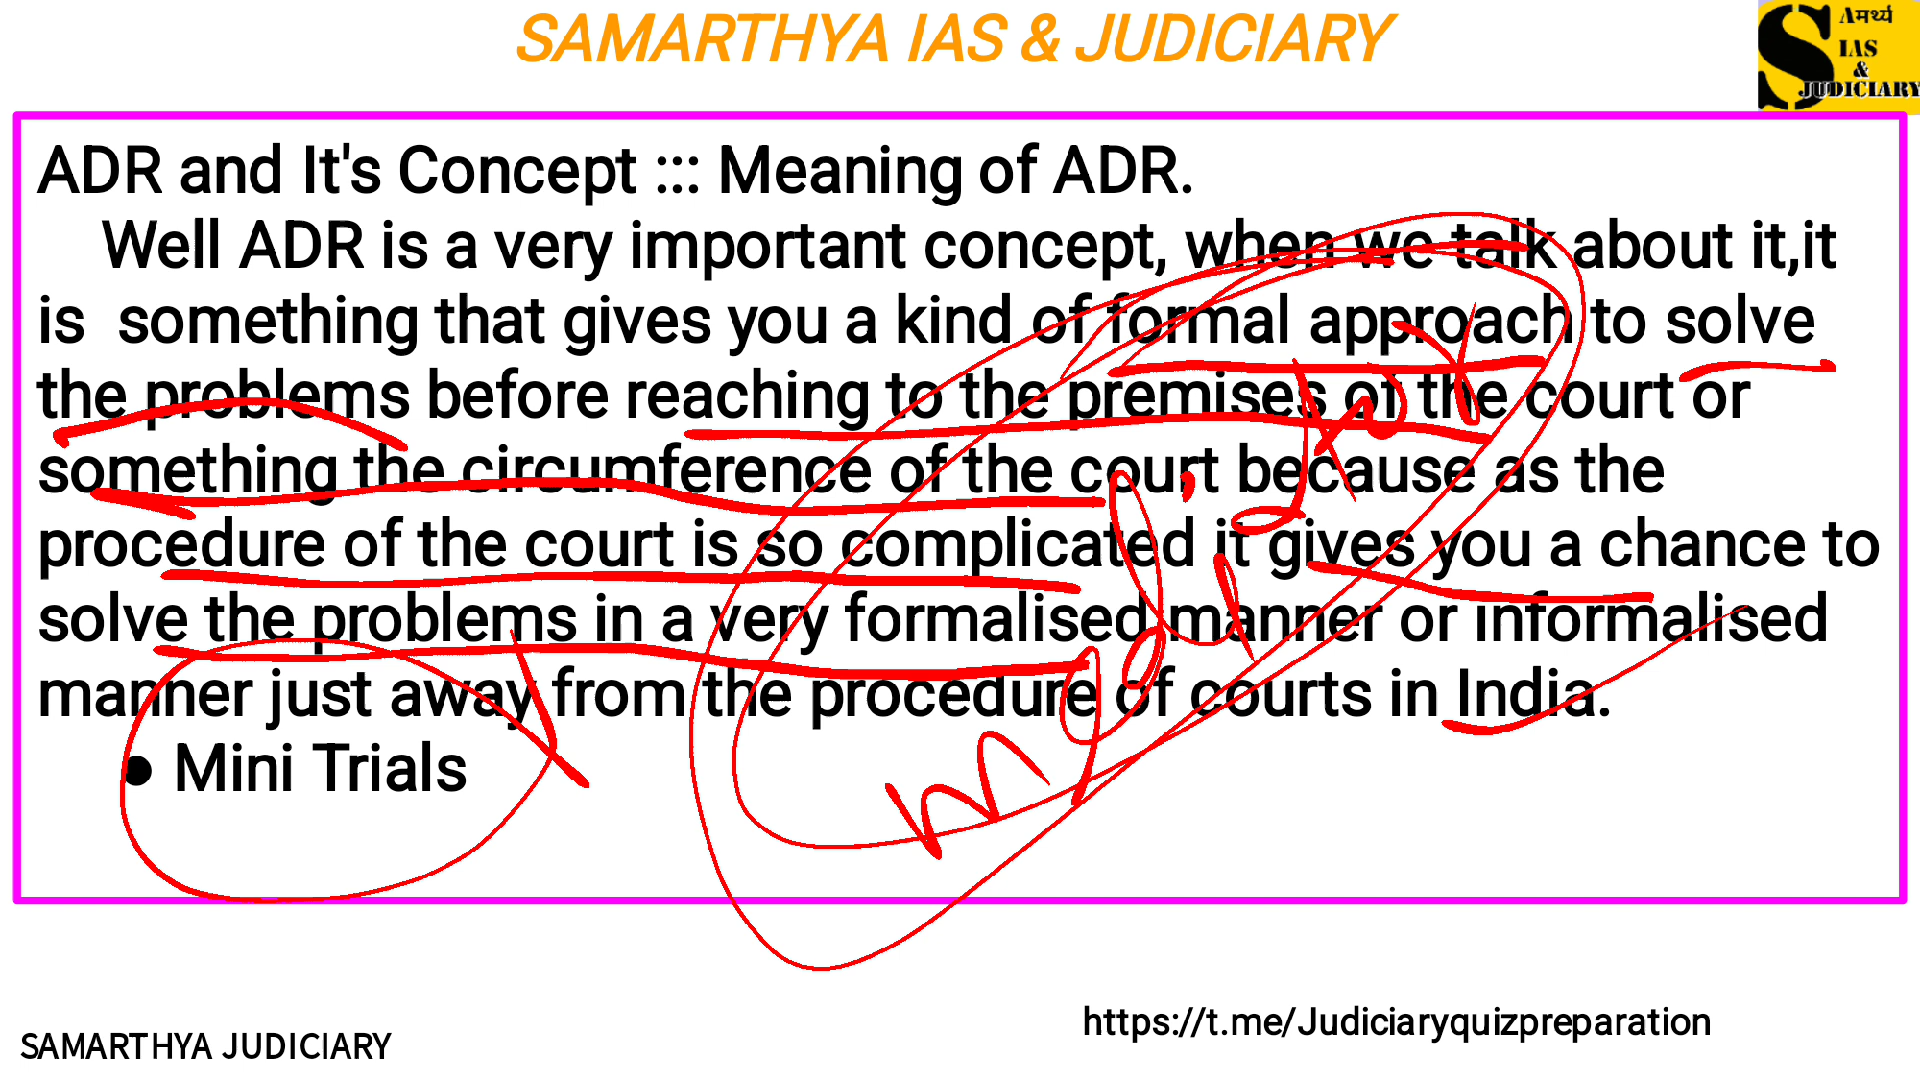 SAMARTHYA IAS & JUDICIARY
IAS
&
JUDICIARY
ADR and It's Concept ::: Meaning of ADR.
Well ADR is a very important concept, when we talk about it,it
is something that gives you a kind of formal approach to solve
the problems before reaching to the premises of the court or
something the circumference of the court because as the
procedure of the court is so complicated it gives you a chance to
solve the problems in a very formalised manner or informalised
manner just away from the procedure of courts in India.
● Mini Trials
https://t.me/Judiciaryquizpreparation
SAMARTHYA JUDICIARY